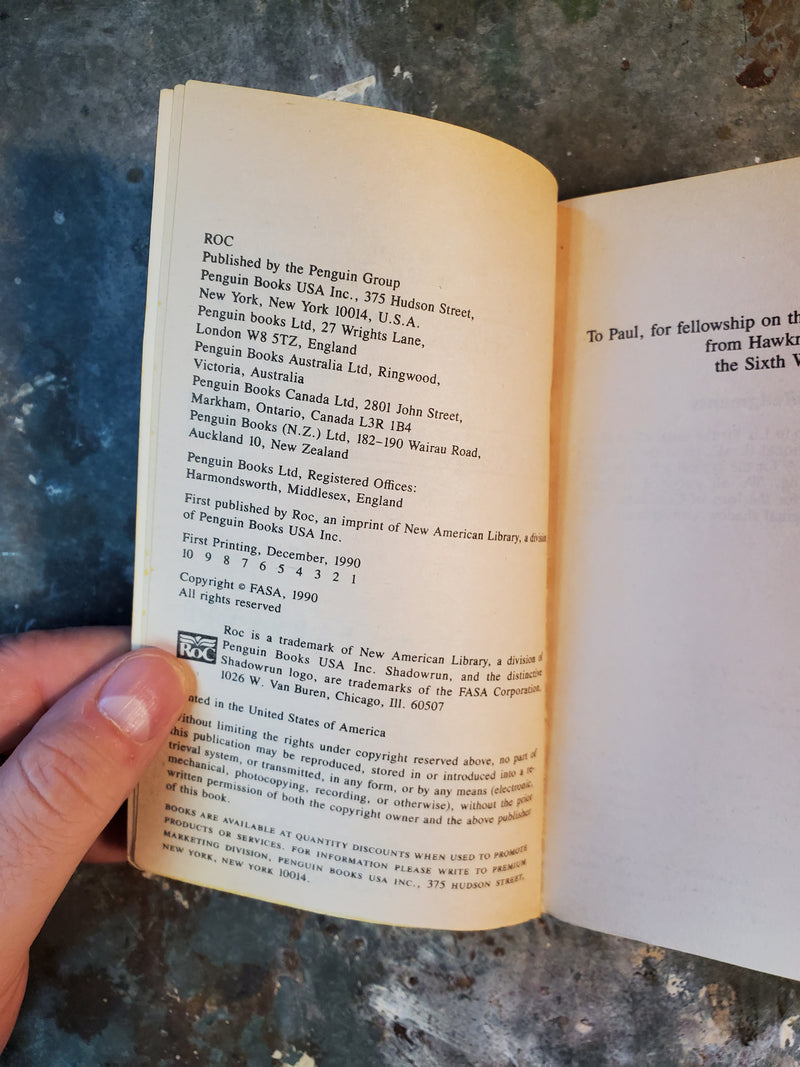 ROC
Published by the Penguin Group
Penguin Books USA Inc., 375 Hudson Street,
New York, New York 10014, U.S.A.
Penguin books Ltd, 27 Wrights Lane,
London W8 5TZ, England
Penguin Books Australia Ltd, Ringwood,
Victoria, Australia
Penguin Books Canada Ltd, 2801 John Street,
Markham, Ontario, Canada L3R 1B4
Penguin Books (N.Z.) Ltd, 182–190 Wairau Road,
Auckland 10, New Zealand
Penguin Books Ltd, Registered Offices:
Harmondsworth, Middlesex, England
First published by Roc, an imprint of New American Library, a division
of Penguin Books USA Inc.
First Printing, December, 1990
10 9 8 7 6 5 4 3 2 1
Copyright © FASA, 1990
All rights reserved
RoC
Roc is a trademark of New American Library, a division of
Penguin Books USA Inc. Shadowrun, and the distinctive
Shadowrun logo, are trademarks of the FASA Corporation,
1026 W. Van Buren, Chicago, Ill. 60507
nted in the United States of America
ithout limiting the rights under copyright reserved above, no part of
this publication may be reproduced, stored in or introduced into a re-
trieval system, or transmitted, in any form, or by any means (electronic,
mechanical, photocopying, recording, or otherwise), without the prior
written permission of both the copyright owner and the above publisher
of this book.
BOOKS ARE AVAILABLE AT QUANTITY DISCOUNTS WHEN USED TO PROMOTE
PRODUCTS OR SERVICES. FOR INFORMATION PLEASE WRITE TO PREMIUM
MARKETING DIVISION, PENGUIN BOOKS USA INC., 375 HUDSON STREET,
NEW YORK, NEW YORK 10014.
To Paul, for fellowship on th
from Hawk
the Sixth W